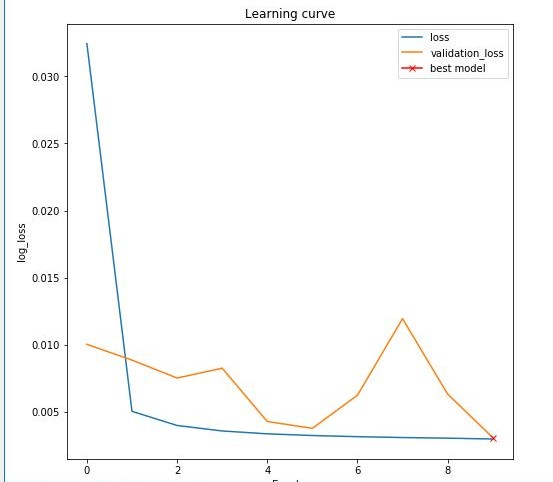 Learning curve
loss
validation_loss
best model
log_loss
0.030
0.025
0.020
0.015
0.010
0.005
0 2 4 6 8